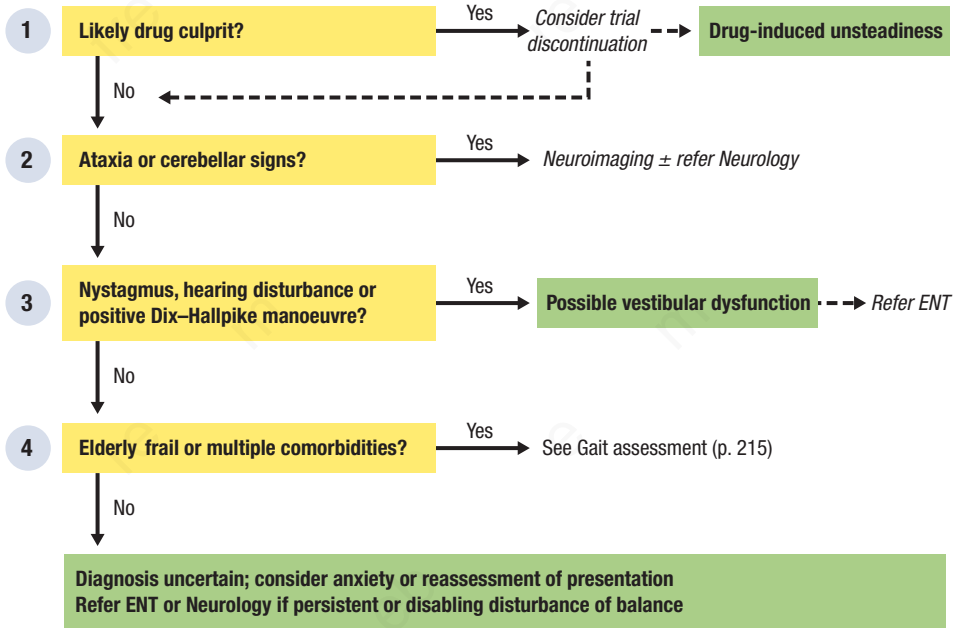 1
Likely drug culprit?
Yes
Consider trial
discontinuation
Drug-induced unsteadiness
No
2
Ataxia or cerebellar signs?
Yes
Neuroimaging ± refer Neurology
No
3
Nystagmus, hearing disturbance or
positive Dix–Hallpike manoeuvre?
Yes
Possible vestibular dysfunction
Refer ENT
No
4
Elderly frail or multiple comorbidities?
Yes
See Gait assessment (p. 215)
No
Diagnosis uncertain; consider anxiety or reassessment of presentation
Refer ENT or Neurology if persistent or disabling disturbance of balance